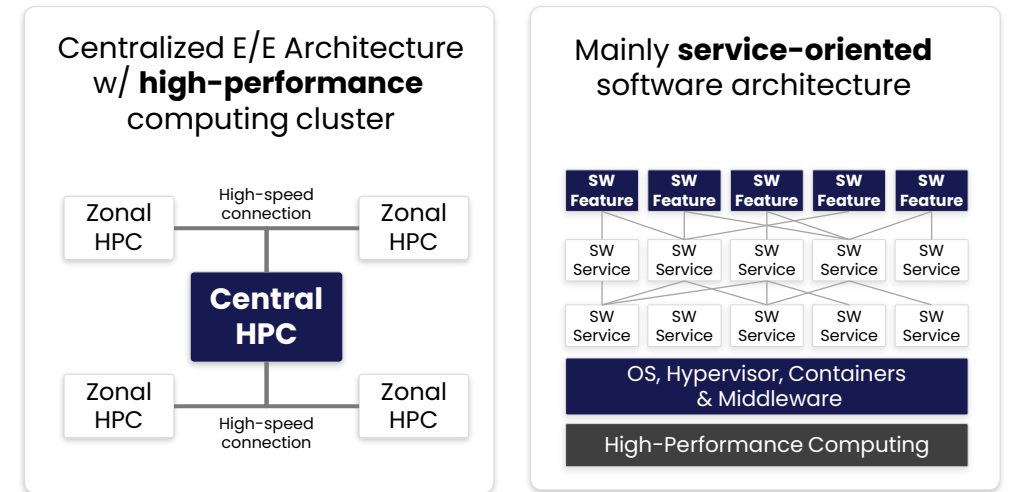 Centralized E/E Architecture
w/ high-performance
computing cluster
High-speed
connection
Zonal
HPC
Zonal
HPC
Central
HPC
Zonal
HPC
Zonal
HPC
High-speed
connection
Mainly service-oriented
software architecture
SW
Feature
SW
Feature
SW
Feature
SW
Feature
SW
Feature
SW
Service
SW
Service
SW
Service
SW
Service
SW
Service
SW
Service
SW
Service
SW
Service
SW
Service
SW
Service
OS, Hypervisor, Containers
& Middleware
High-Performance Computing